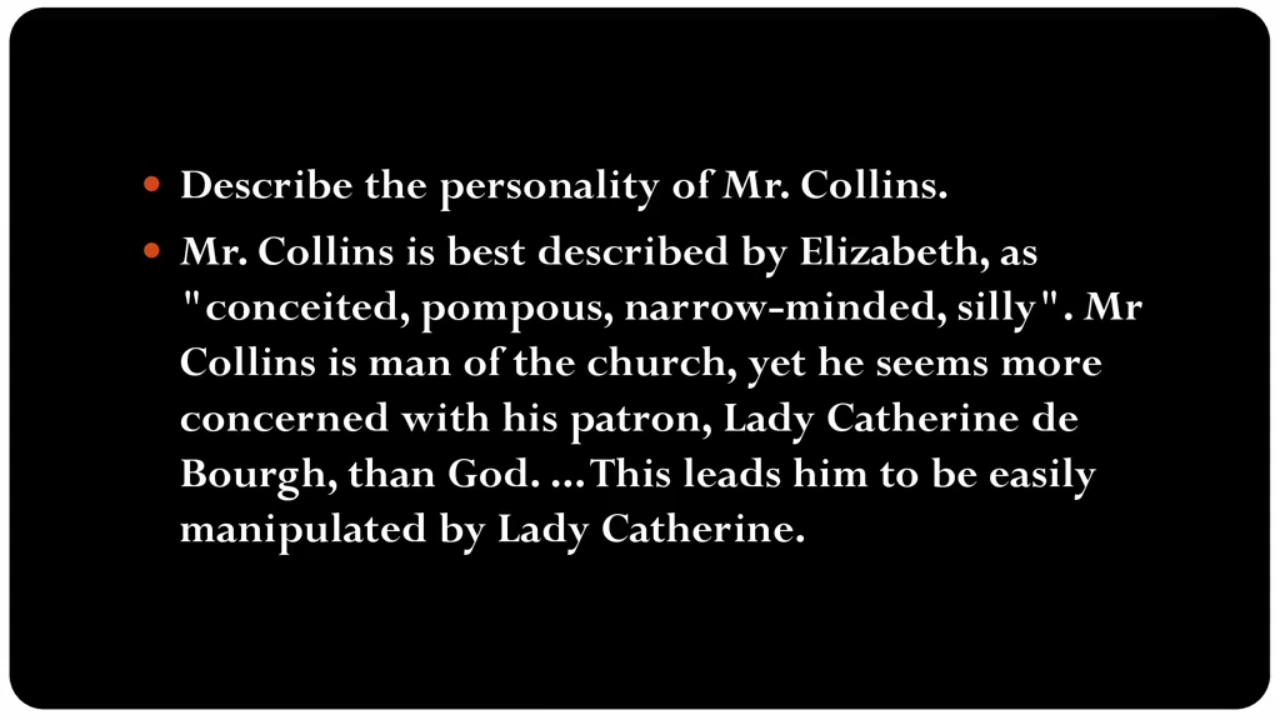 • Describe the personality of Mr. Collins.
• Mr. Collins is best described by Elizabeth, as
"conceited, pompous, narrow-minded, silly". Mr
Collins is man of the church, yet he seems more
concerned with his patron, Lady Catherine de
Bourgh, than God. ...This leads him to be easily
manipulated by Lady Catherine.